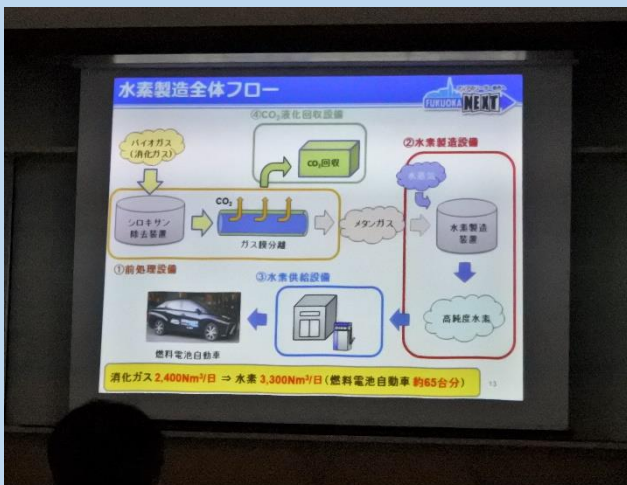 水素製造全体フロー
FUKUOKA NEXT
④CO₂液化回収設備
バイオガス
(消化ガス)
②水素製造設備
CO₂回収
水蒸気
CO₂
シロキサン
除去装置
ガス膜分離
メタンガス
水素製造
装置
①前処理設備
③水素供給設備
高純度水素
燃料電池自動車
消化ガス 2,400Nm³/日 ⇒ 水素 3,300Nm³/日(燃料電池自動車 約65台分)
13